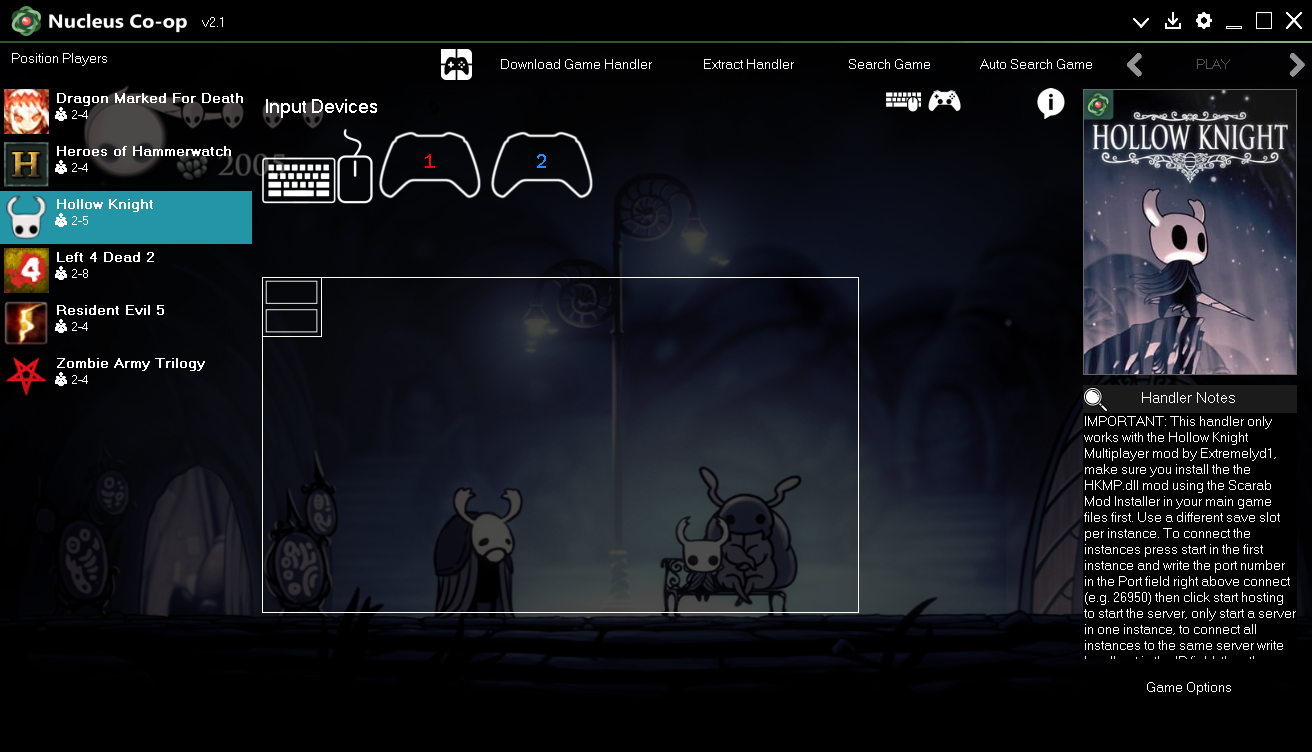 Nucleus Co-op v2.1
Position Players
Download Game Handler
Extract Handler
Search Game
Auto Search Game
PLAY
Dragon Marked For Death
2-4
Heroes of Hammerwatch
2-4
Hollow Knight
2-5
Left 4 Dead 2
2-8
Resident Evil 5
2-4
Zombie Army Trilogy
2-4
Input Devices
1
2
HOLLOW KNIGHT
Handler Notes
IMPORTANT: This handler only
works with the Hollow Knight
Multiplayer mod by Extremelyd1,
make sure you install the the
HKMP.dll mod using the Scarab
Mod Installer in your main game
files first. Use a different save slot
per instance. To connect the
instances press start in the first
instance and write the port number
in the Port field right above connect
(e.g. 26950) then click start hosting
to start the server, only start a server
in one instance, to connect all
instances to the same server write
Game Options